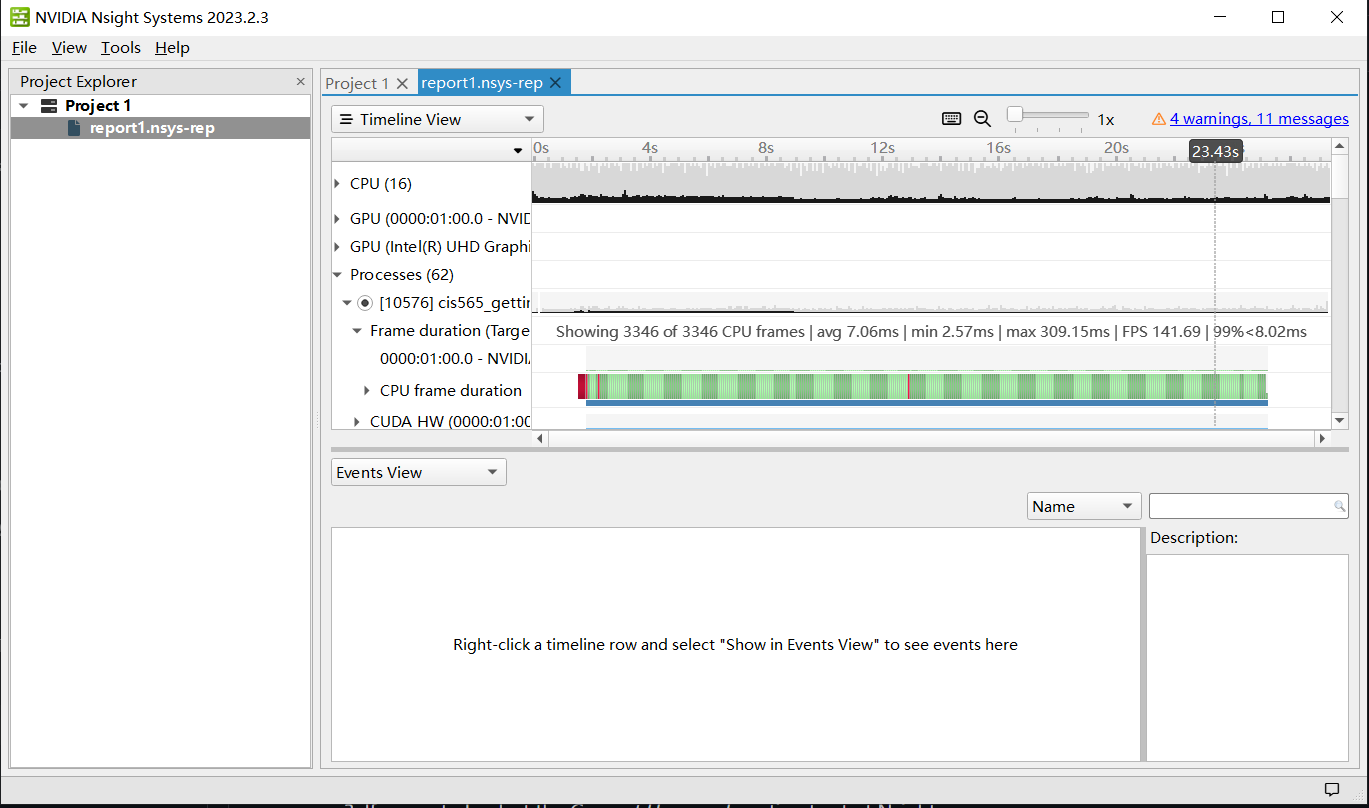 NVIDIA Nsight Systems 2023.2.3
File View Tools Help
Project Explorer
Project 1
report1.nsys-rep
Project 1
report1.nsys-rep
Timeline View
1x
4 warnings, 11 messages
0s 4s 8s 12s 16s 20s 23.43s
CPU (16)
GPU (0000:01:00.0 - NVID
GPU (Intel(R) UHD Graphi
Processes (62)
[10576] cis565_gettin
Frame duration (Targe
Showing 3346 of 3346 CPU frames | avg 7.06ms | min 2.57ms | max 309.15ms | FPS 141.69 | 99%<8.02ms
0000:01:00.0 - NVIDI
CPU frame duration
CUDA HW (0000:01:00
Events View
Name
Description:
Right-click a timeline row and select "Show in Events View" to see events here